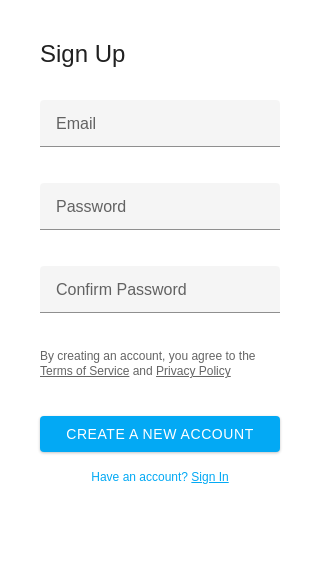 Sign Up
Email
Password
Confirm Password
By creating an account, you agree to the
Terms of Service and Privacy Policy
CREATE A NEW ACCOUNT
Have an account? Sign In